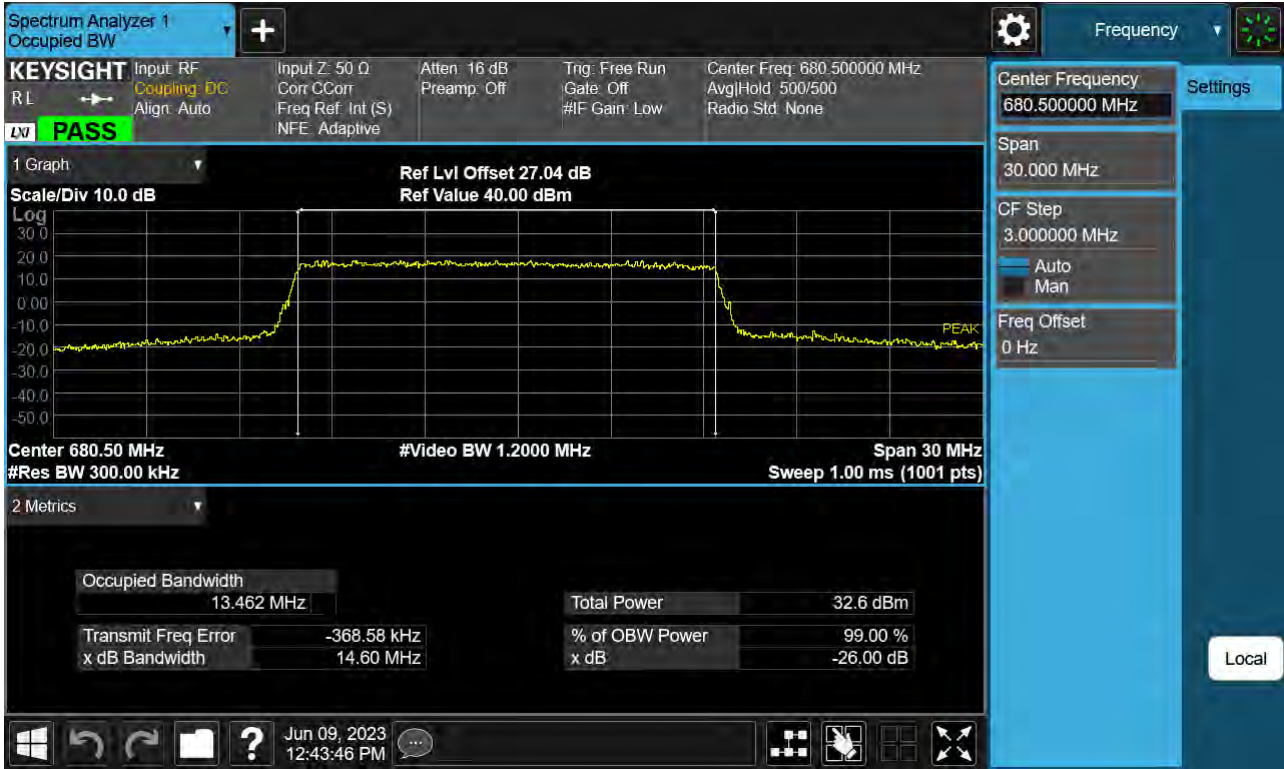 Spectrum Analyzer 1
Occupied BW
Frequency
KEYSIGHT
R L
LXI PASS
Input: RF
Coupling: DC
Align: Auto
Input Z: 50 Ω
Corr CCorr
Freq Ref: Int (S)
NFE: Adaptive
Atten: 16 dB
Preamp: Off
Trig: Free Run
Gate: Off
#IF Gain: Low
Center Freq: 680.500000 MHz
Avg|Hold: 500/500
Radio Std: None
1 Graph
Scale/Div 10.0 dB
Ref Lvl Offset 27.04 dB
Ref Value 40.00 dBm
Log
30.0
20.0
10.0
0.00
-10.0
-20.0
-30.0
-40.0
-50.0
PEAK
Center 680.50 MHz
#Video BW 1.2000 MHz
Span 30 MHz
#Res BW 300.00 kHz
Sweep 1.00 ms (1001 pts)
2 Metrics
Occupied Bandwidth
13.462 MHz
Transmit Freq Error -368.58 kHz
x dB Bandwidth 14.60 MHz
Total Power 32.6 dBm
% of OBW Power 99.00 %
x dB -26.00 dB
Center Frequency
680.500000 MHz
Span
30.000 MHz
CF Step
3.000000 MHz
Auto
Man
Freq Offset
0 Hz
Settings
Local
?
Jun 09, 2023
12:43:46 PM